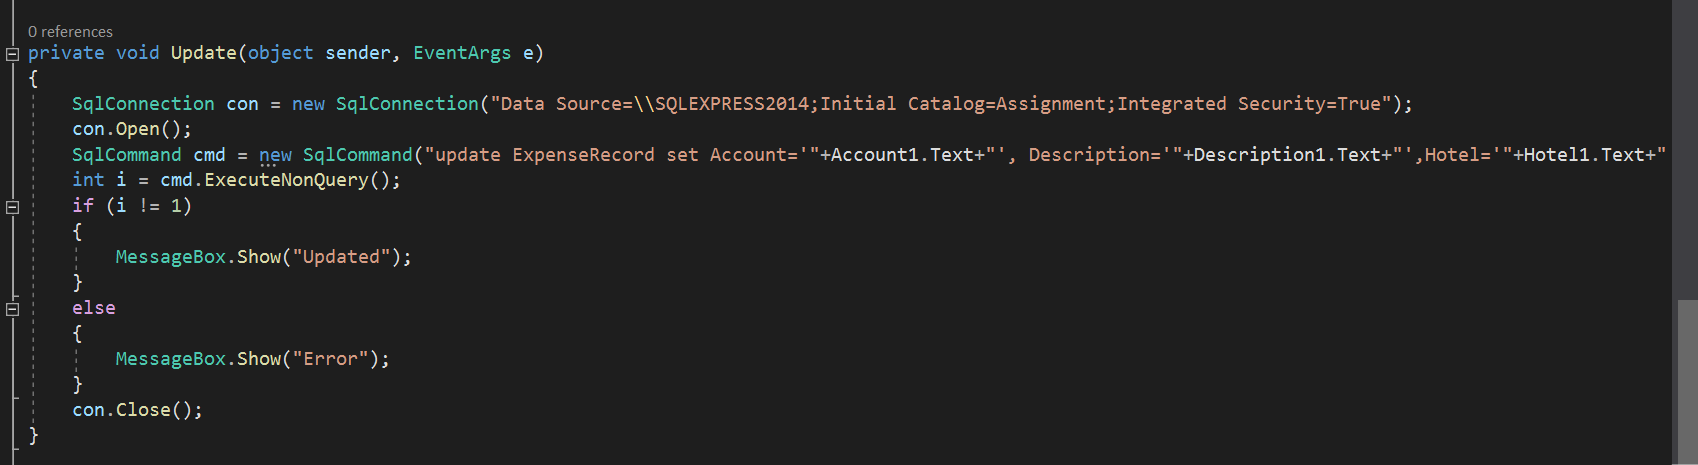 0 references
private void Update(object sender, EventArgs e)
{
SqlConnection con = new SqlConnection("Data Source=\\SQLEXPRESS2014;Initial Catalog=Assignment;Integrated Security=True");
con.Open();
SqlCommand cmd = new SqlCommand("update ExpenseRecord set Account='"+Account1.Text+"', Description='"+Description1.Text+"',Hotel='"+Hotel1.Text+"
int i = cmd.ExecuteNonQuery();
if (i != 1)
{
MessageBox.Show("Updated");
}
else
{
MessageBox.Show("Error");
}
con.Close();
}